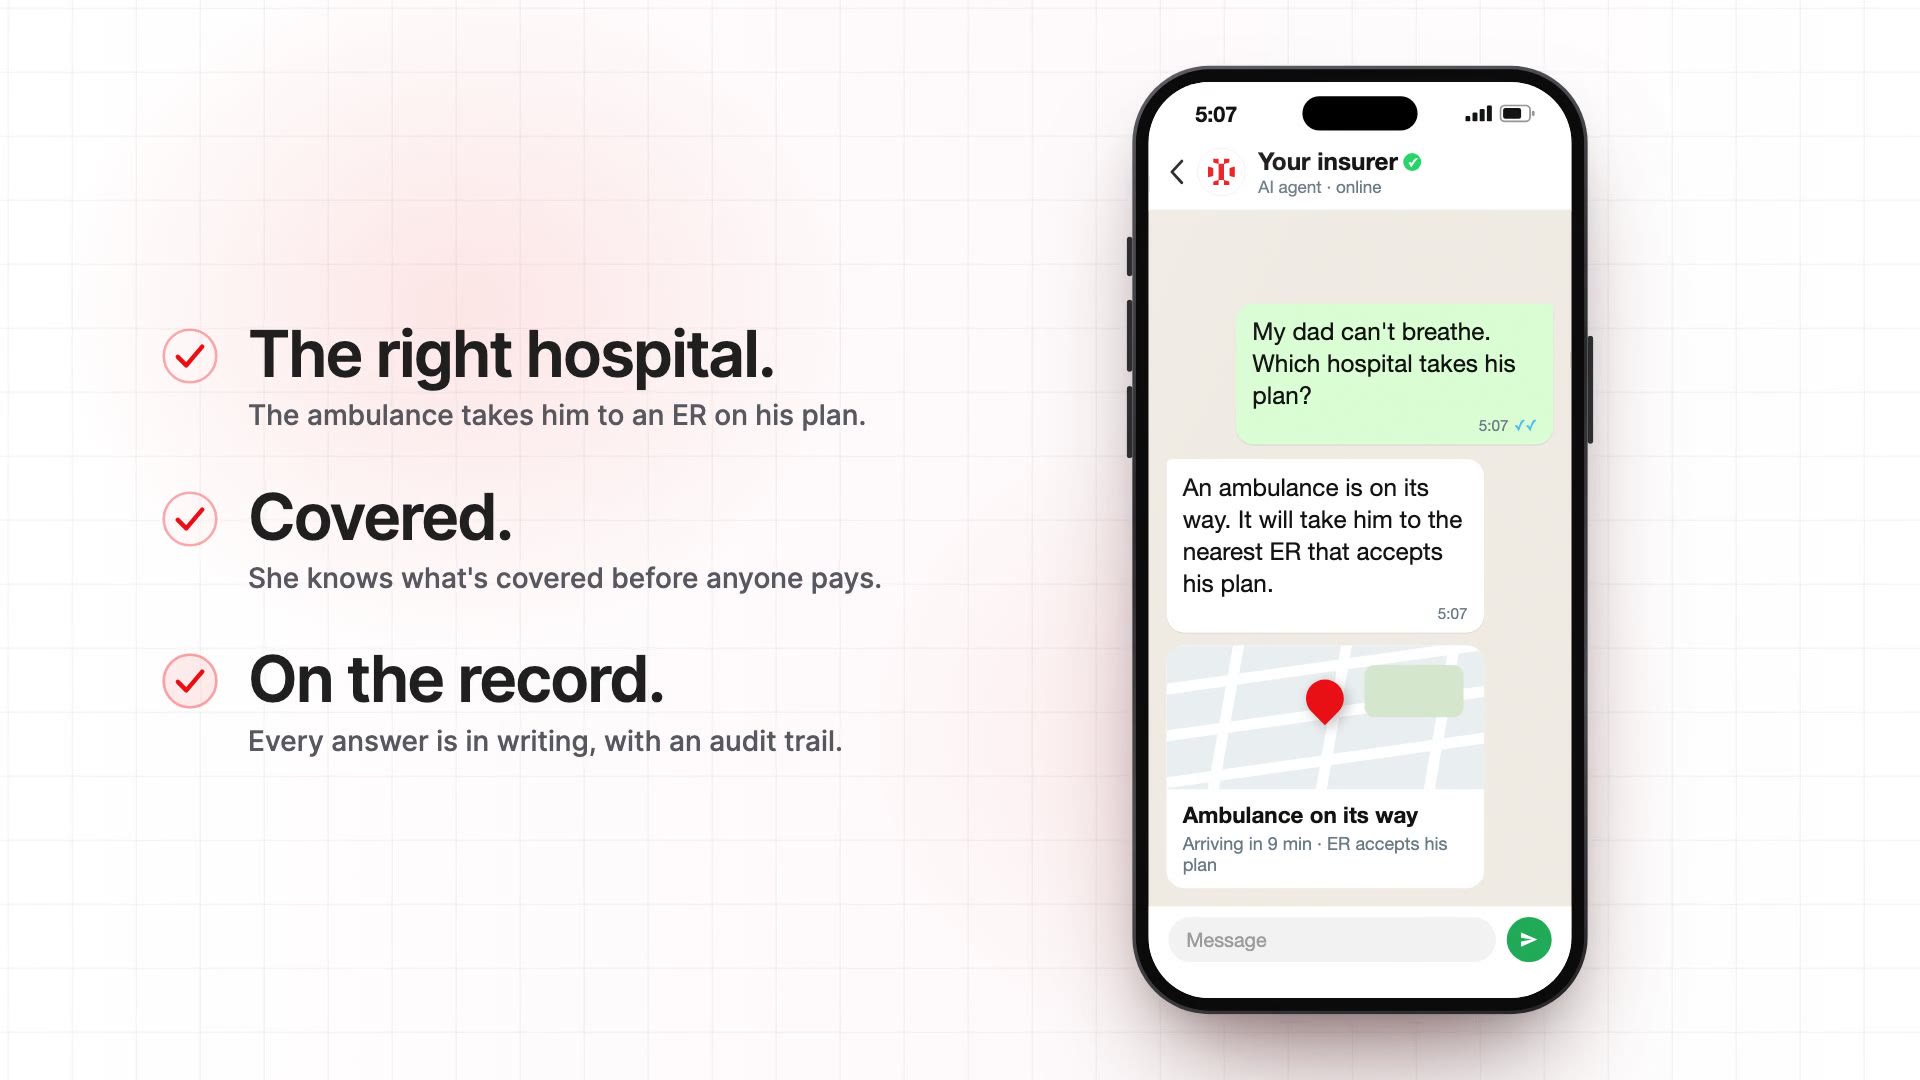 The right hospital.
The ambulance takes him to an ER on his plan.
Covered.
She knows what's covered before anyone pays.
On the record.
Every answer is in writing, with an audit trail.
5:07
Your insurer
AI agent · online
My dad can't breathe.
Which hospital takes his
plan?
5:07
An ambulance is on its
way. It will take him to the
nearest ER that accepts
his plan.
5:07
Ambulance on its way
Arriving in 9 min · ER accepts his
plan
Message